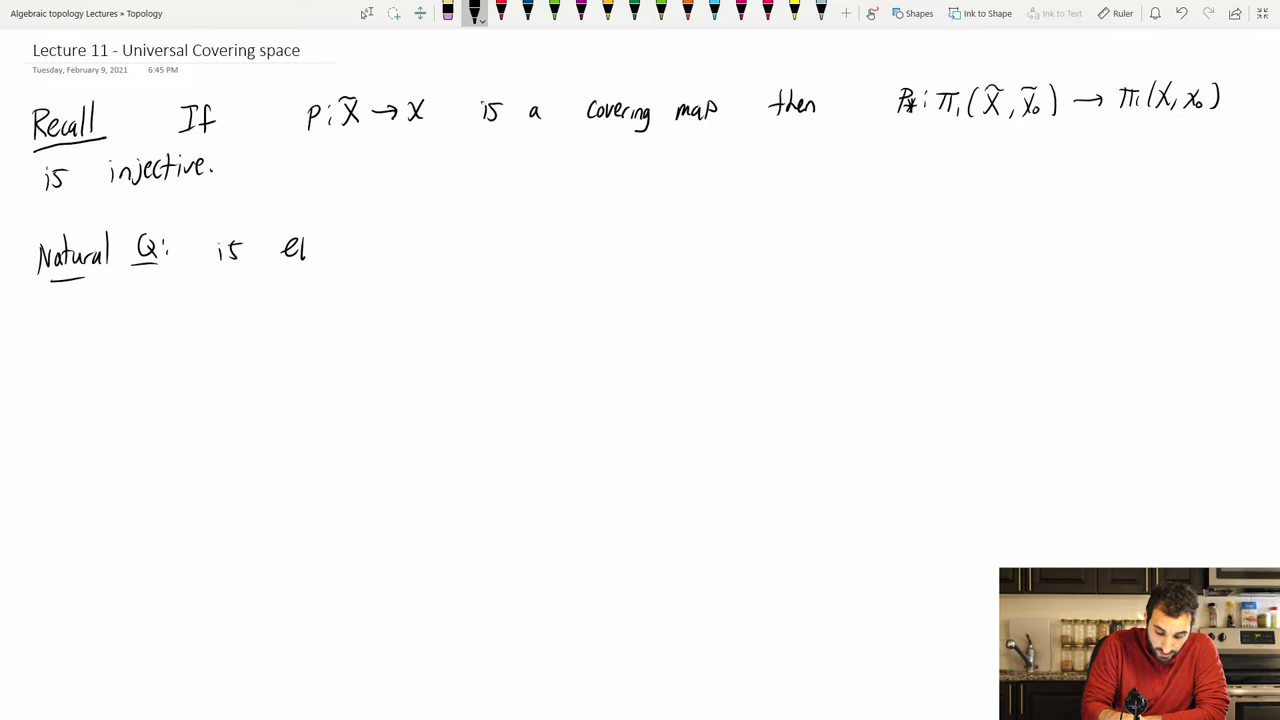 Algebraic topology Lectures » Topology
Shapes Ink to Shape Ink to Text Ruler
Lecture 11 - Universal Covering space
Tuesday, February 9, 2021 6:45 PM
Recall If p: X̃ → X is a covering map then p_*: π₁(X̃, x̃₀) → π₁(X, x₀)
is injective.
Natural Q: is el